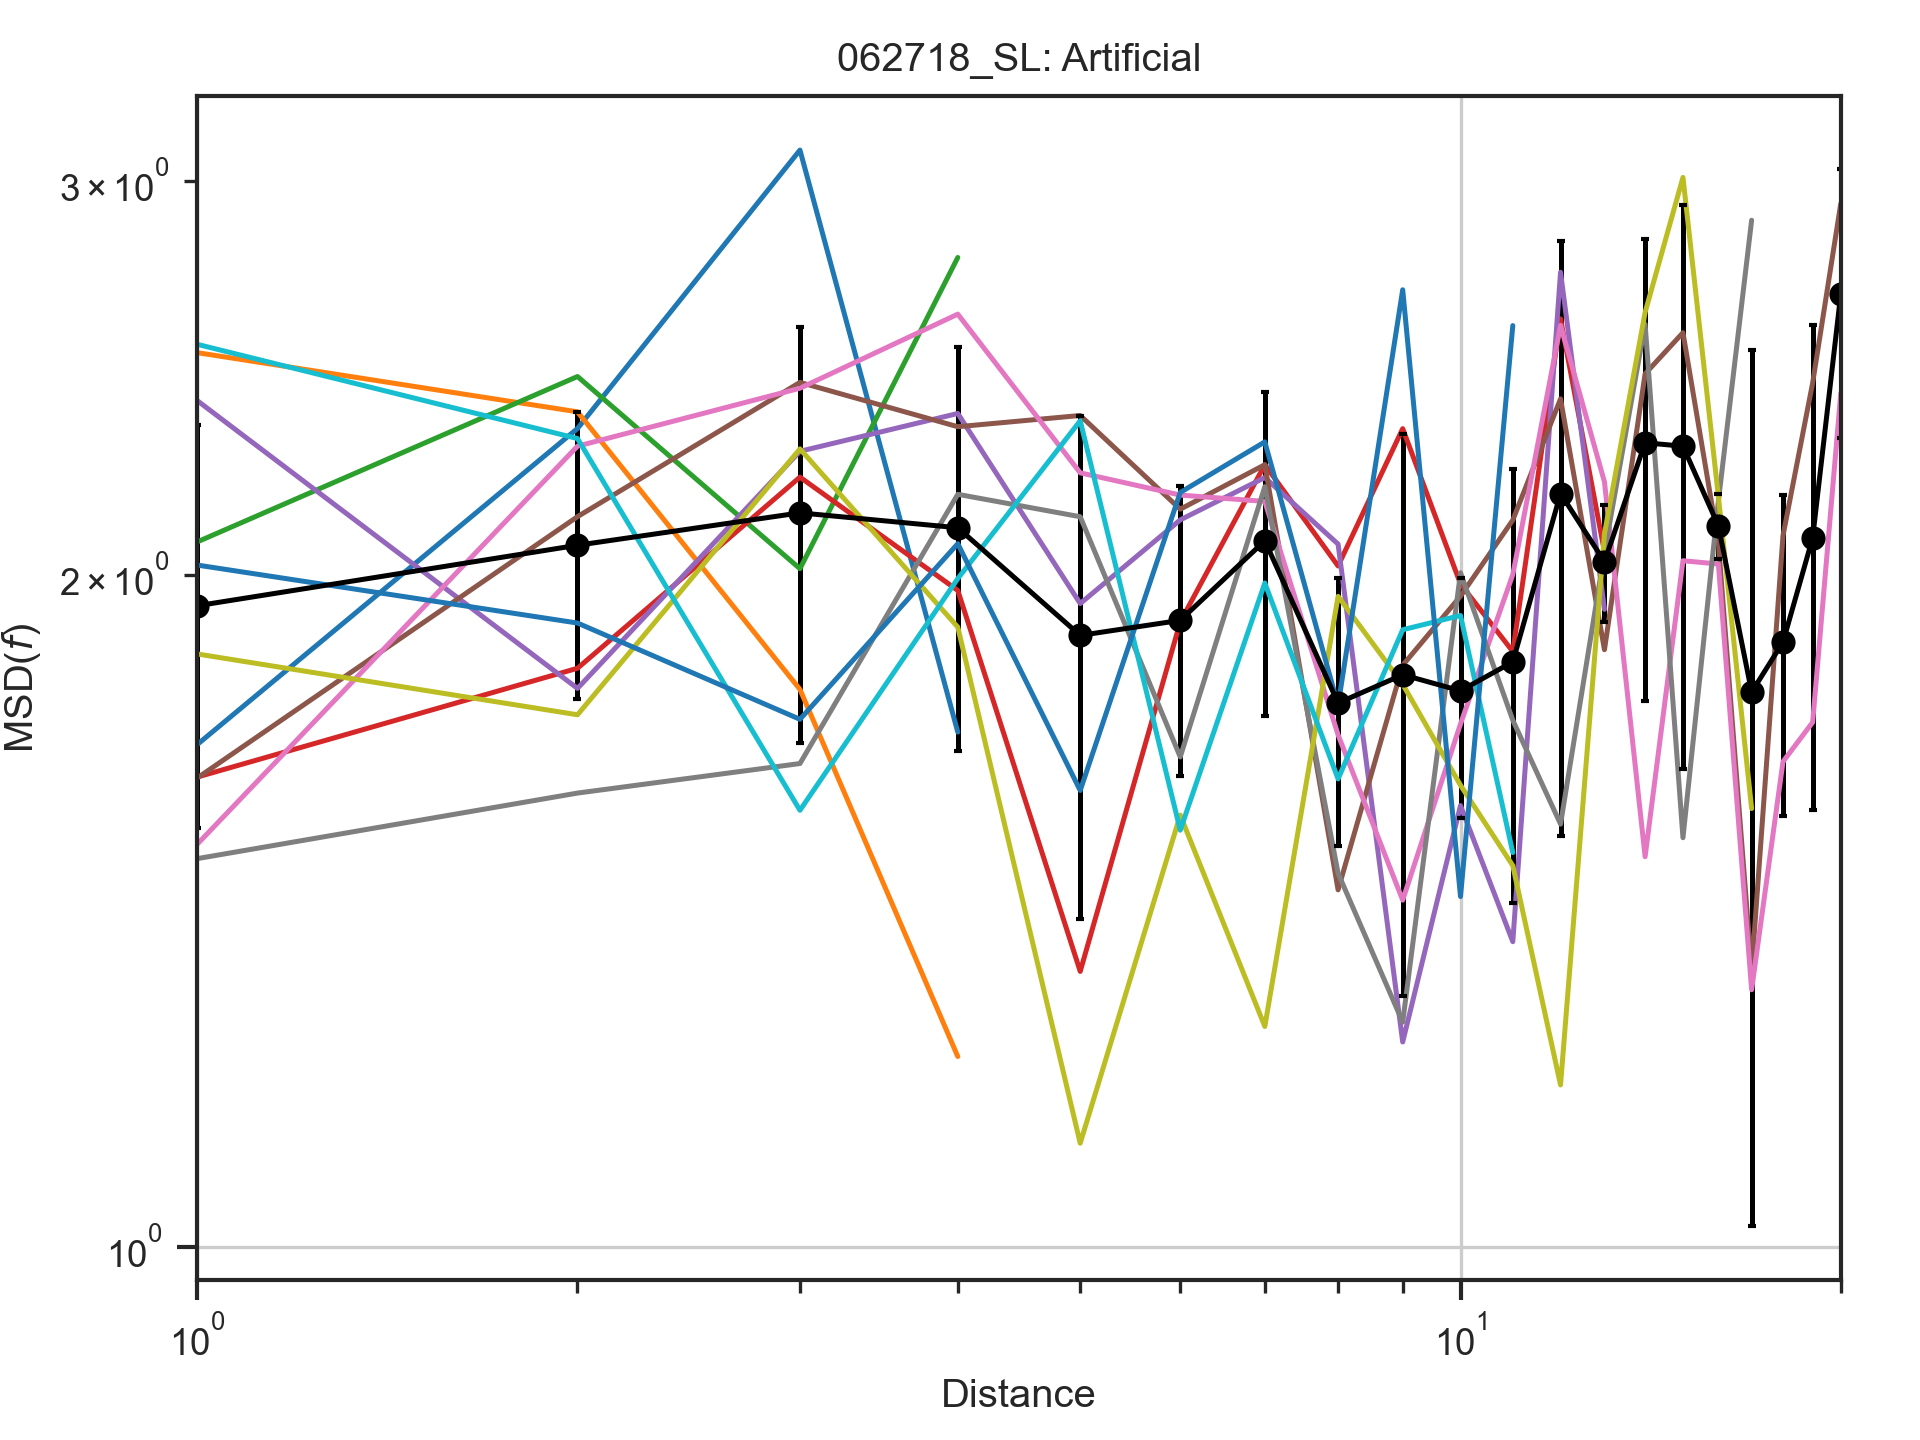 062718_SL: Artificial
3 × 10⁰
2 × 10⁰
10⁰
MSD(f)
10⁰ 10¹
Distance